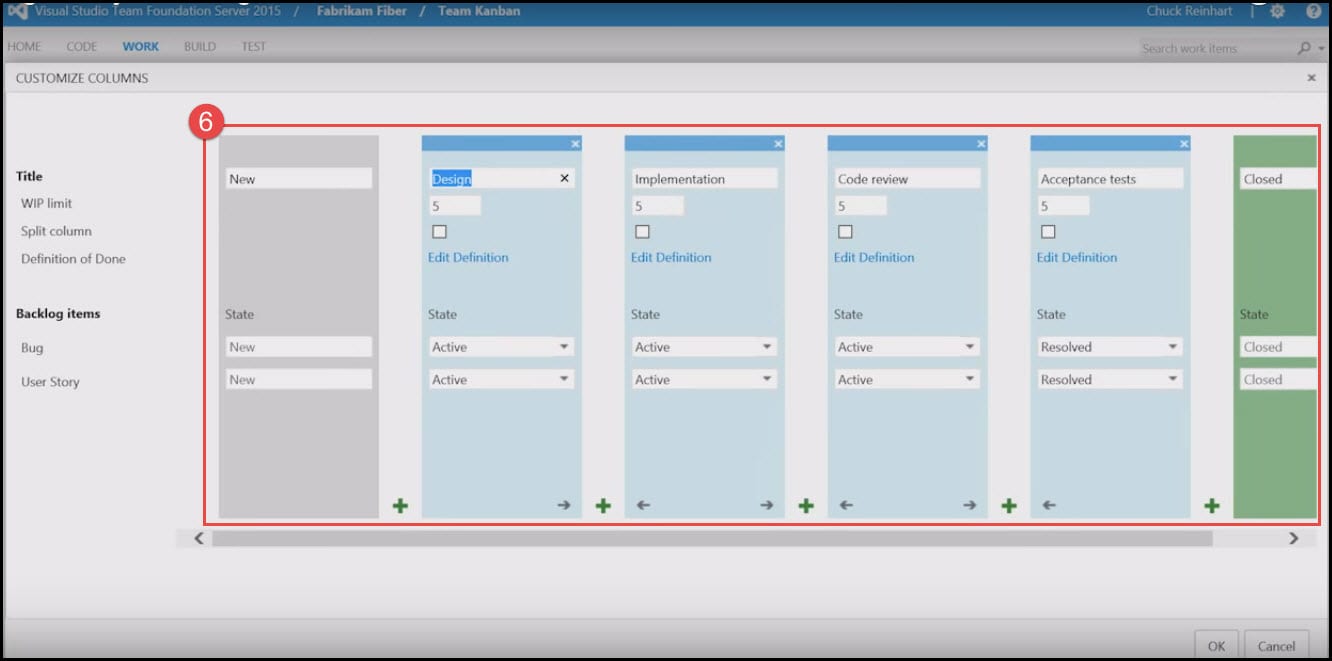 Visual Studio Team Foundation Server 2015 / Fabrikam Fiber / Team Kanban Chuck Reinhart |
HOME CODE WORK BUILD TEST Search work items
CUSTOMIZE COLUMNS
6
Title New Design Implementation Code review Acceptance tests Closed
WIP limit 5 5 5 5
Split column
Definition of Done Edit Definition Edit Definition Edit Definition Edit Definition
Backlog items State State State State State State
Bug New Active Active Active Resolved Closed
User Story New Active Active Active Resolved Closed
OK Cancel